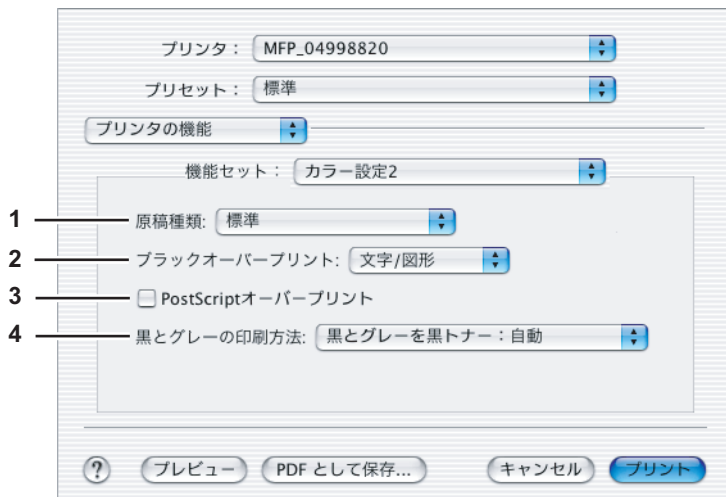 プリンタ： MFP_04998820
プリセット： 標準
プリンタの機能
機能セット： カラー設定2
1 原稿種類: 標準
2 ブラックオーバープリント: 文字/図形
3 PostScriptオーバープリント
4 黒とグレーの印刷方法: 黒とグレーを黒トナー：自動
? プレビュー PDF として保存... キャンセル プリント